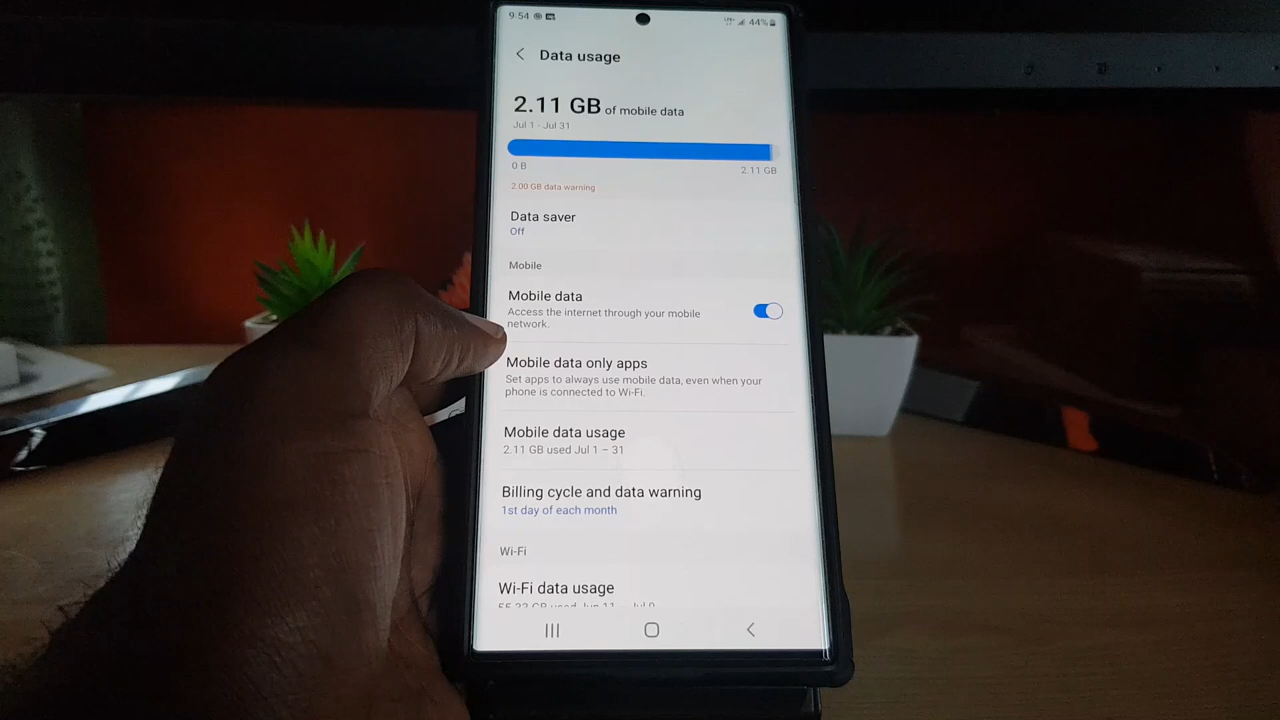 9:54 44%
Data usage
2.11 GB of mobile data
Jul 1 - Jul 31
0 B 2.11 GB
2.00 GB data warning
Data saver
Off
Mobile
Mobile data
Access the internet through your mobile
network.
Mobile data only apps
Set apps to always use mobile data, even when your
phone is connected to Wi-Fi.
Mobile data usage
2.11 GB used Jul 1 – 31
Billing cycle and data warning
1st day of each month
Wi-Fi
Wi-Fi data usage